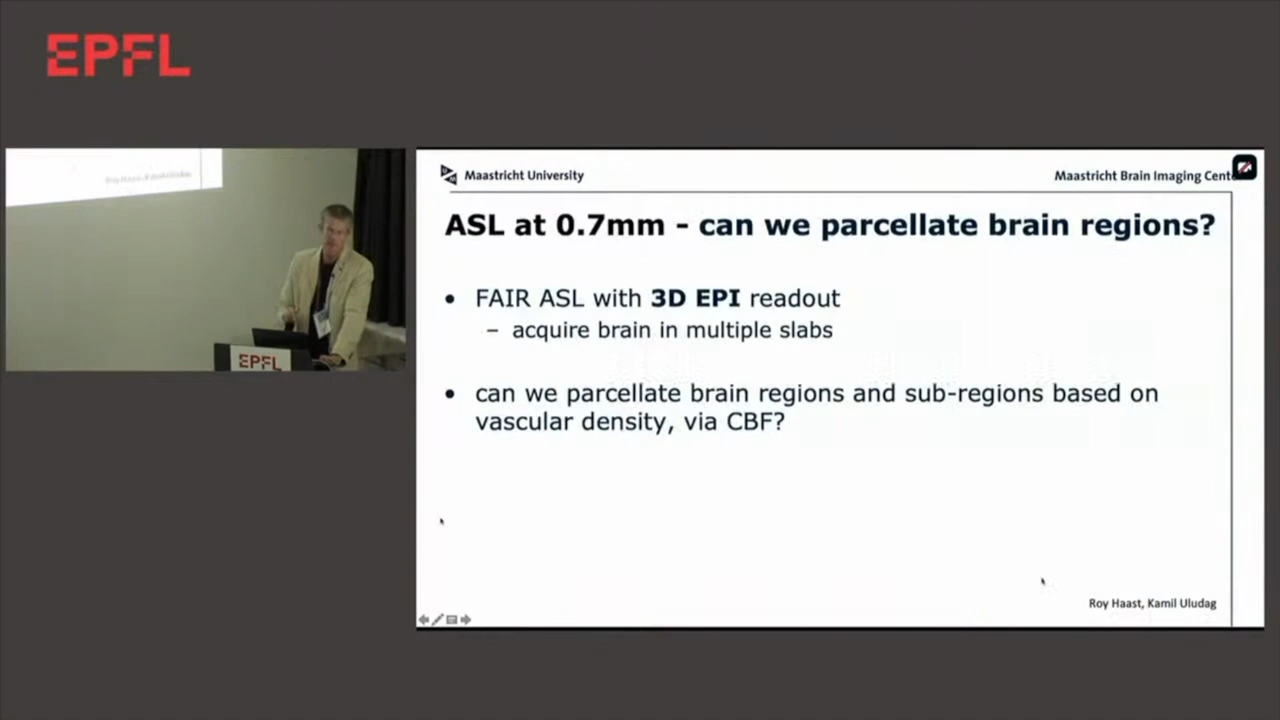 EPFL
Maastricht University
Maastricht Brain Imaging
ASL at 0.7mm - can we parcellate brain regions?
• FAIR ASL with 3D EPI readout
– acquire brain in multiple slabs
• can we parcellate brain regions and sub-regions based on
vascular density, via CBF?
Roy Haast, Kamil Uludag
EPFL